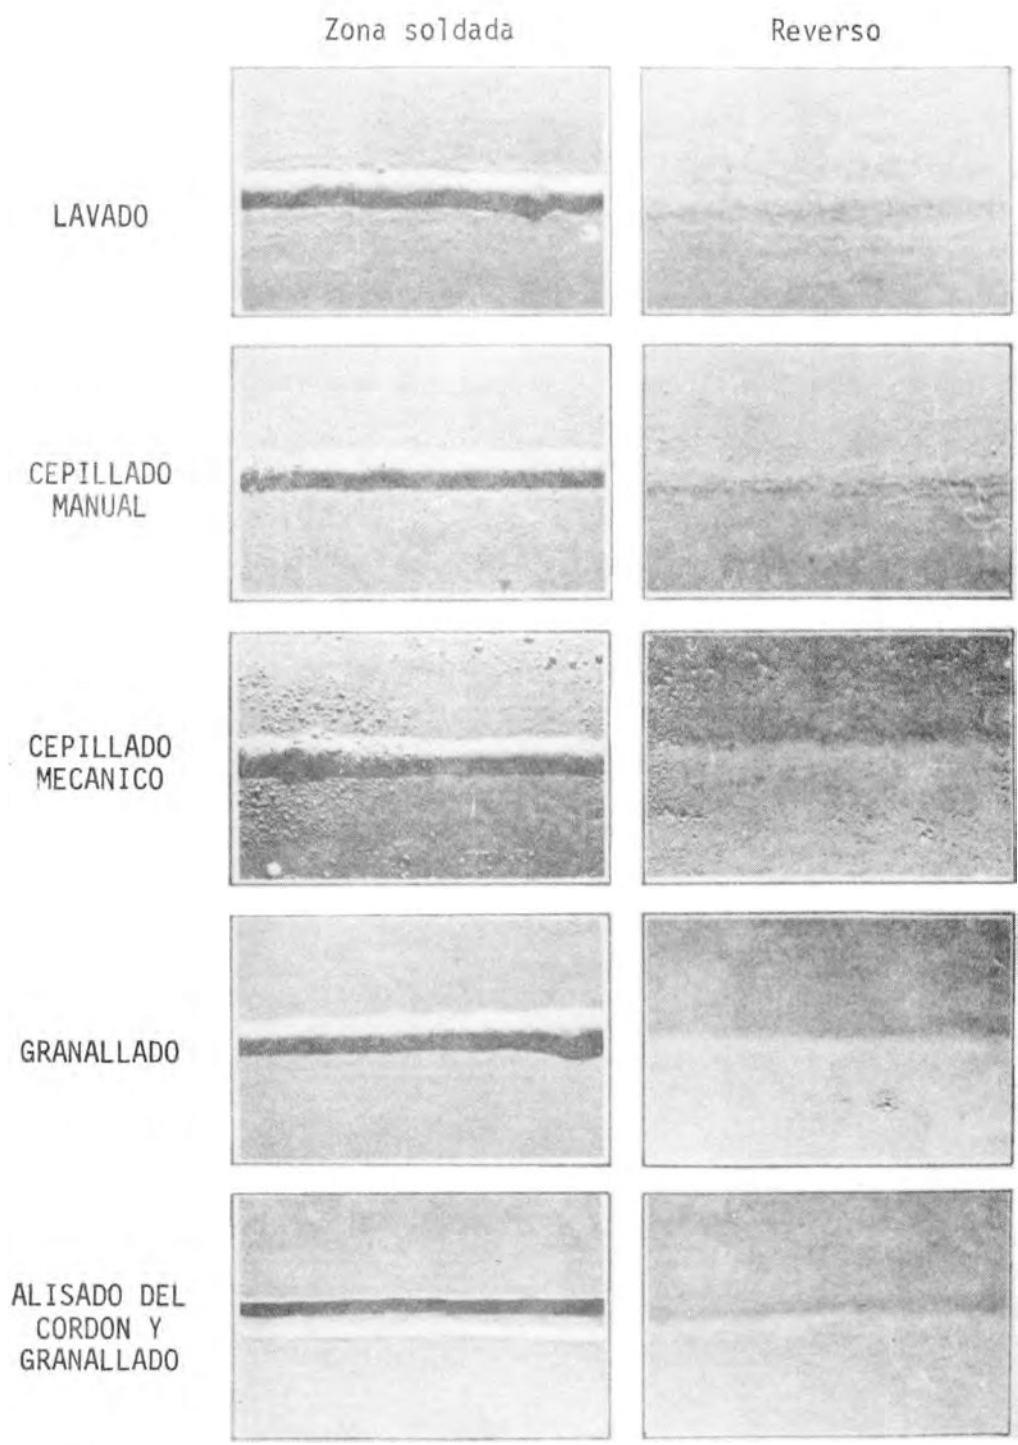 Zona soldada
Reverso
LAVADO
CEPILLADO
MANUAL
CEPILLADO
MECANICO
GRANALLADO
ALISADO DEL
CORDON Y
GRANALLADO